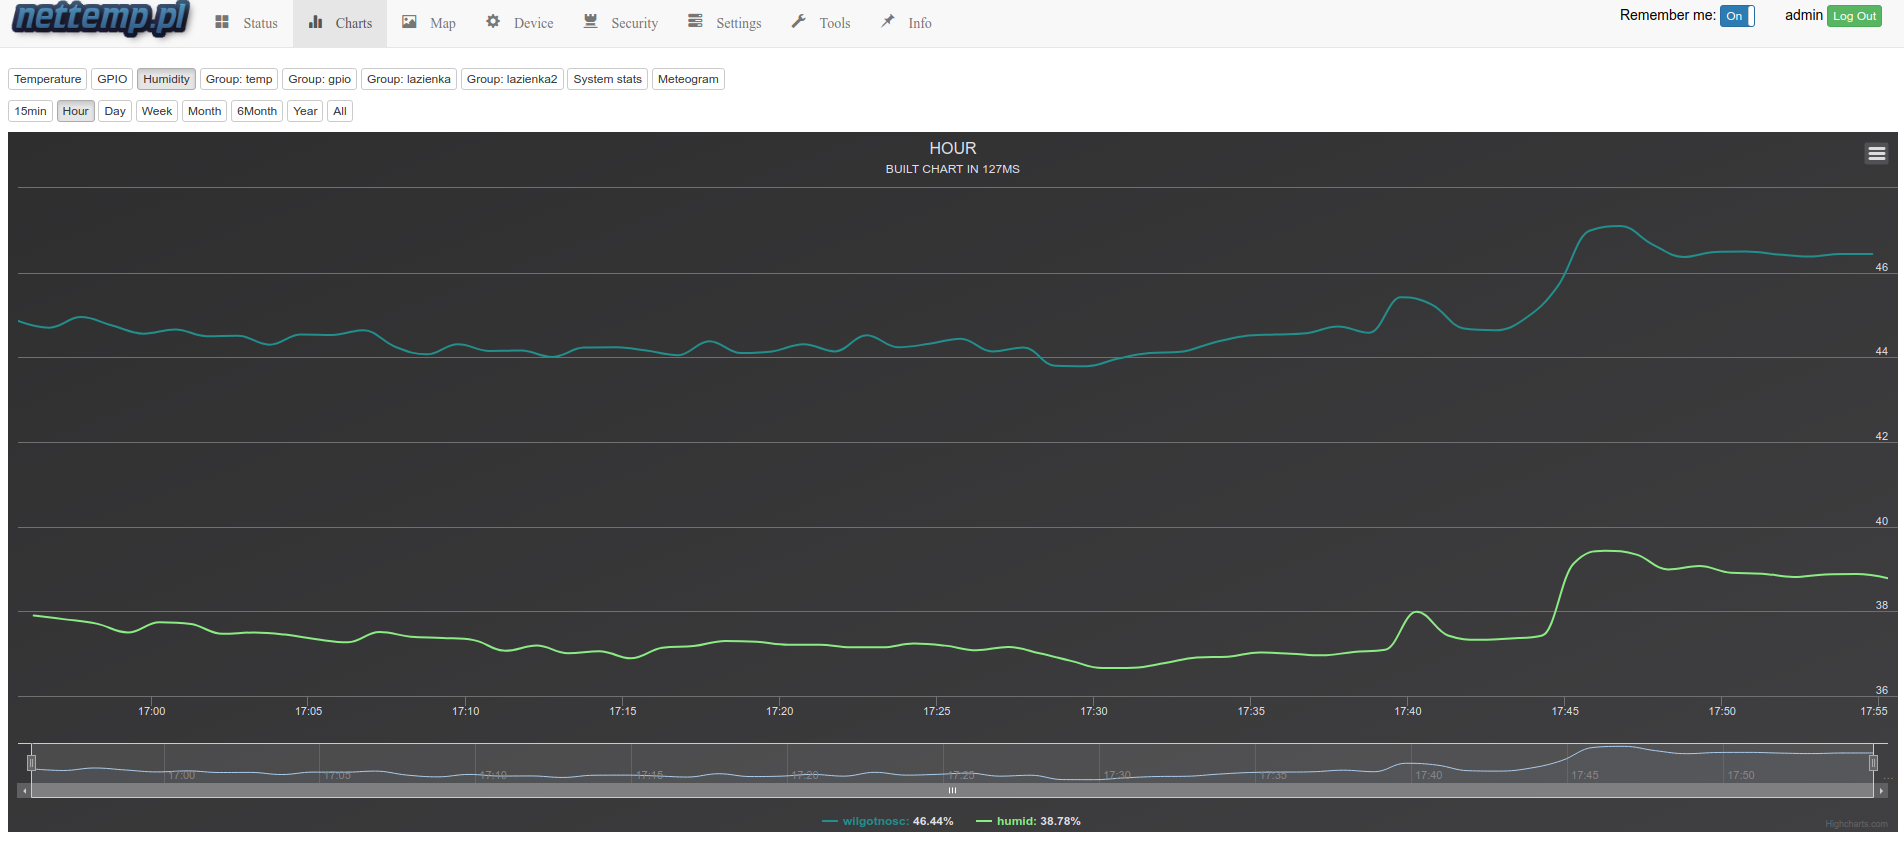 nettemp.pl Status Charts Map Device Security Settings Tools Info Remember me: On admin Log Out
Temperature GPIO Humidity Group: temp Group: gpio Group: lazienka Group: lazienka2 System stats Meteogram
15min Hour Day Week Month 6Month Year All
HOUR
BUILT CHART IN 127MS
46
44
42
40
38
36
17:00 17:05 17:10 17:15 17:20 17:25 17:30 17:35 17:40 17:45 17:50 17:55
17:00 17:05 17:10 17:15 17:20 17:25 17:30 17:35 17:40 17:45 17:50 ...
wilgotnosc: 46.44% humid: 38.78%
Highcharts.com